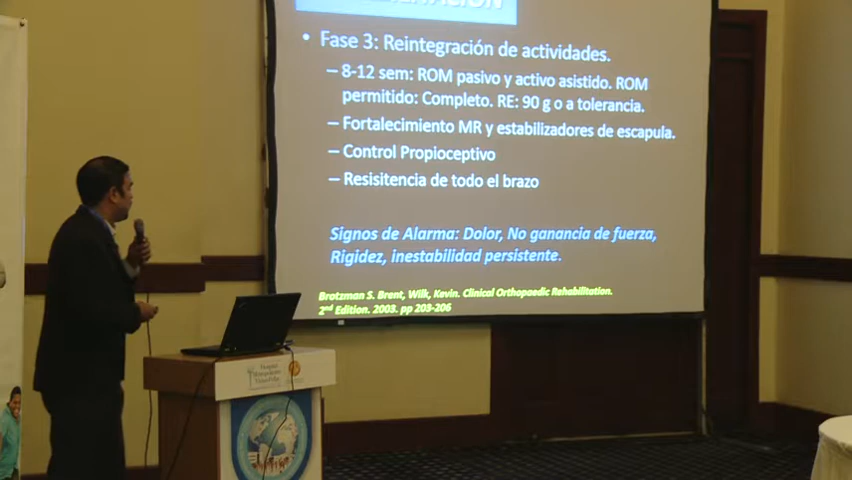 • Fase 3: Reintegración de actividades.
– 8-12 sem: ROM pasivo y activo asistido. ROM
permitido: Completo. RE: 90 g o a tolerancia.
– Fortalecimiento MR y estabilizadores de escapula.
– Control Propioceptivo
– Resisitencia de todo el brazo
Signos de Alarma: Dolor, No ganancia de fuerza,
Rigidez, inestabilidad persistente.
Brotzman S. Brent, Wilk, Kevin. Clinical Orthopaedic Rehabilitation.
2nd Edition. 2003. pp 203-206